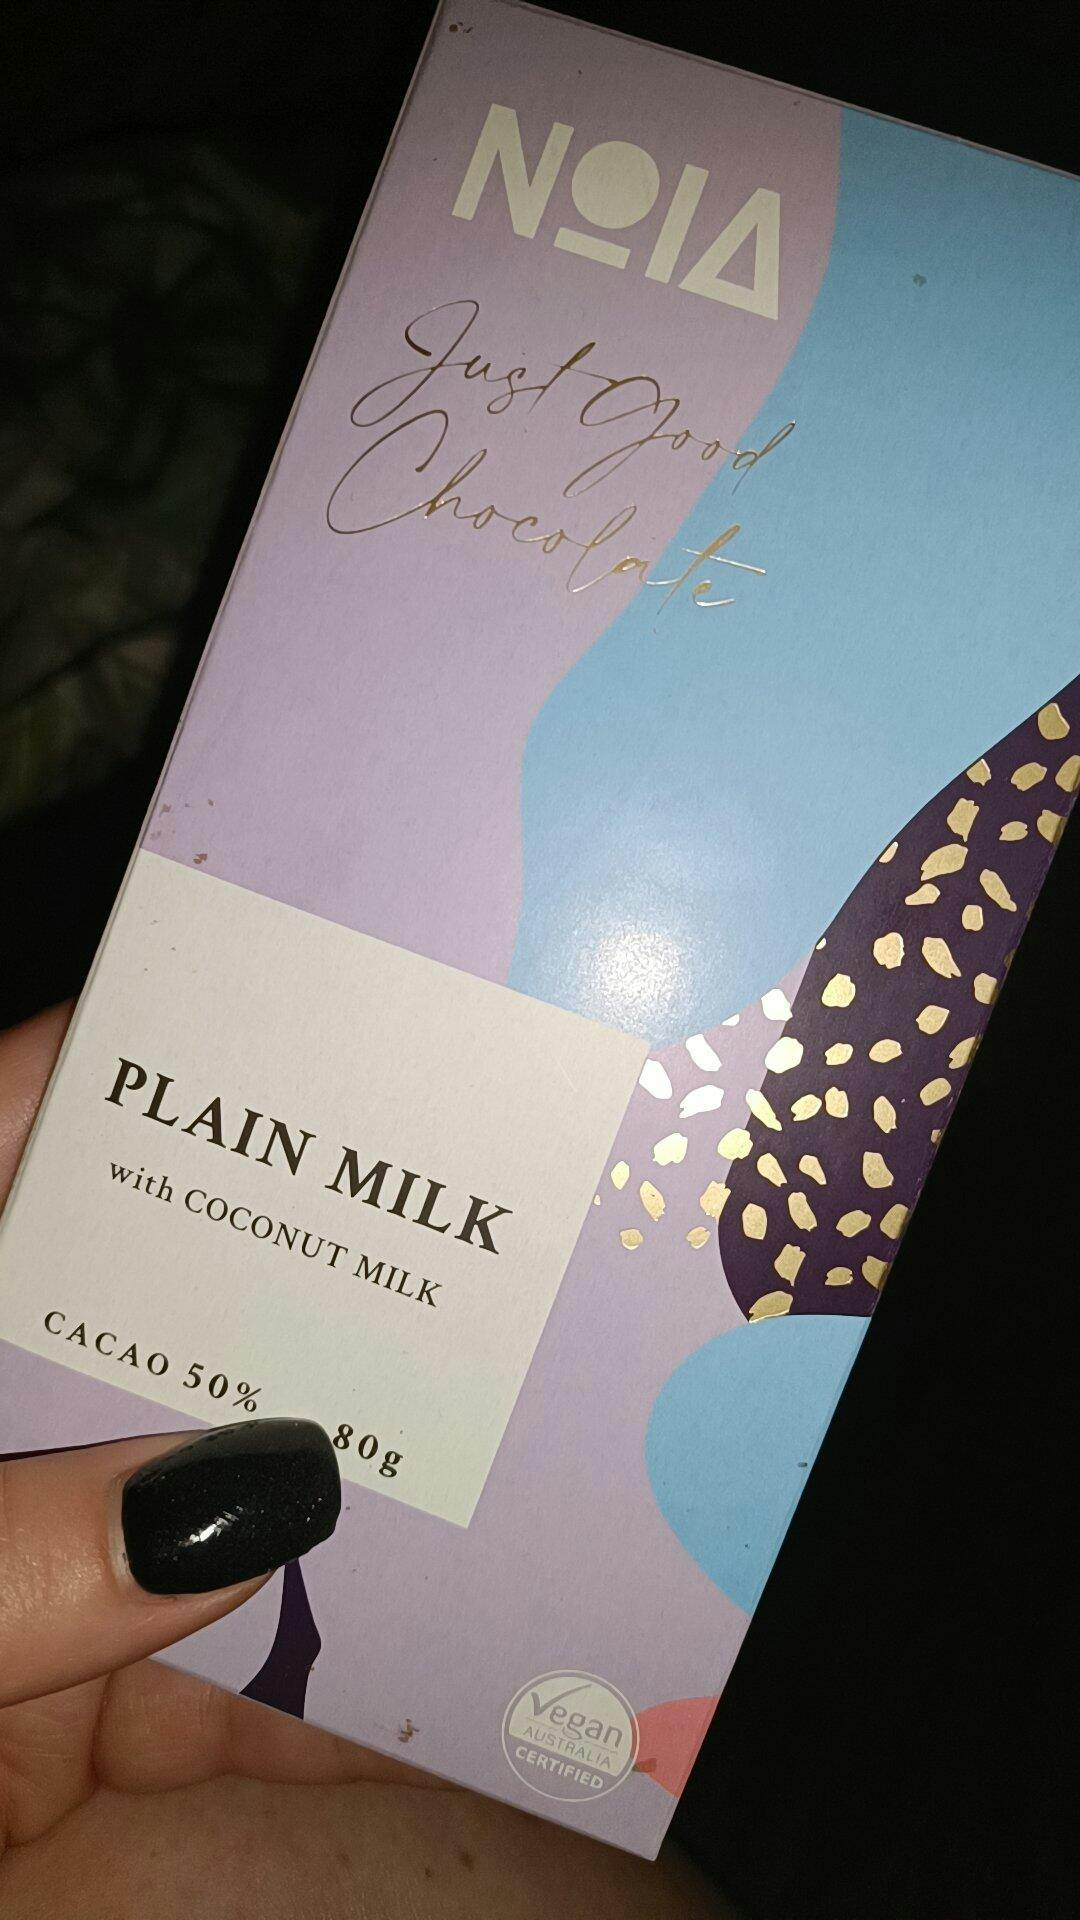 NOIA
Just Good
Chocolate
PLAIN MILK
with COCONUT MILK
CACAO 50%
80g
Vegan
AUSTRALIA
CERTIFIED